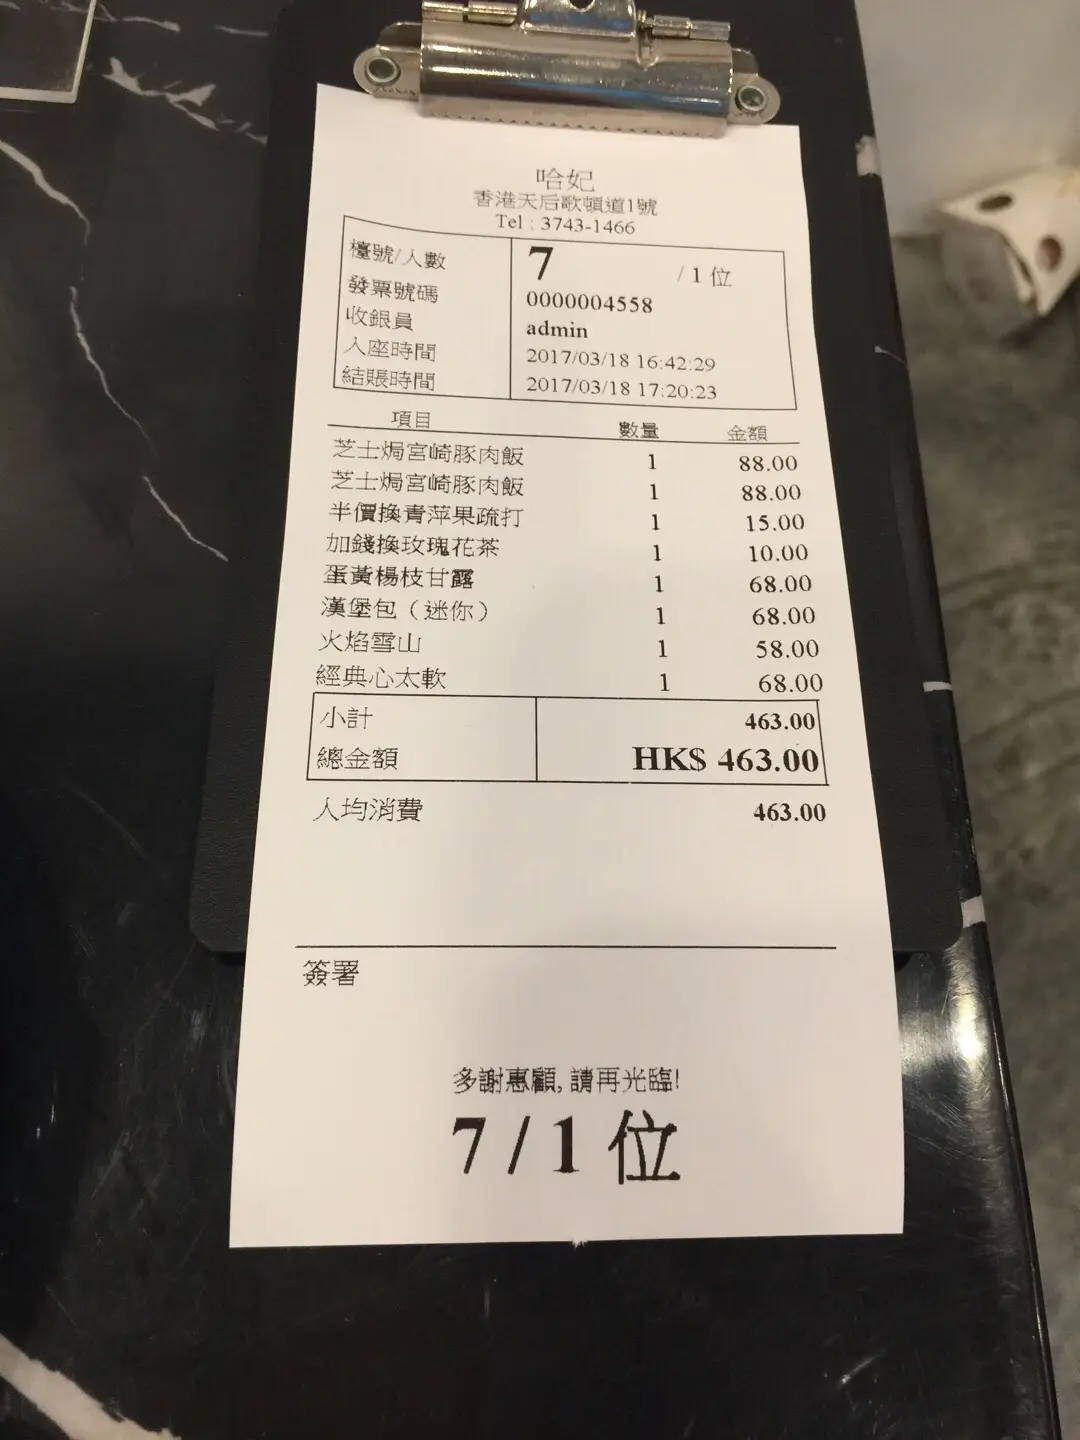 哈妃
香港天后歌頓道1號
Tel : 3743-1466
檯號/人數 7 / 1 位
發票號碼 0000004558
收銀員 admin
入座時間 2017/03/18 16:42:29
結賬時間 2017/03/18 17:20:23
項目 數量 金額
芝士焗宮崎豚肉飯 1 88.00
芝士焗宮崎豚肉飯 1 88.00
半價換青萍果疏打 1 15.00
加錢換玫瑰花茶 1 10.00
蛋黃楊枝甘露 1 68.00
漢堡包（迷你） 1 68.00
火焰雪山 1 58.00
經典心太軟 1 68.00
小計 463.00
總金額 HK$ 463.00
人均消費 463.00
簽署
多謝惠顧, 請再光臨!
7 / 1 位